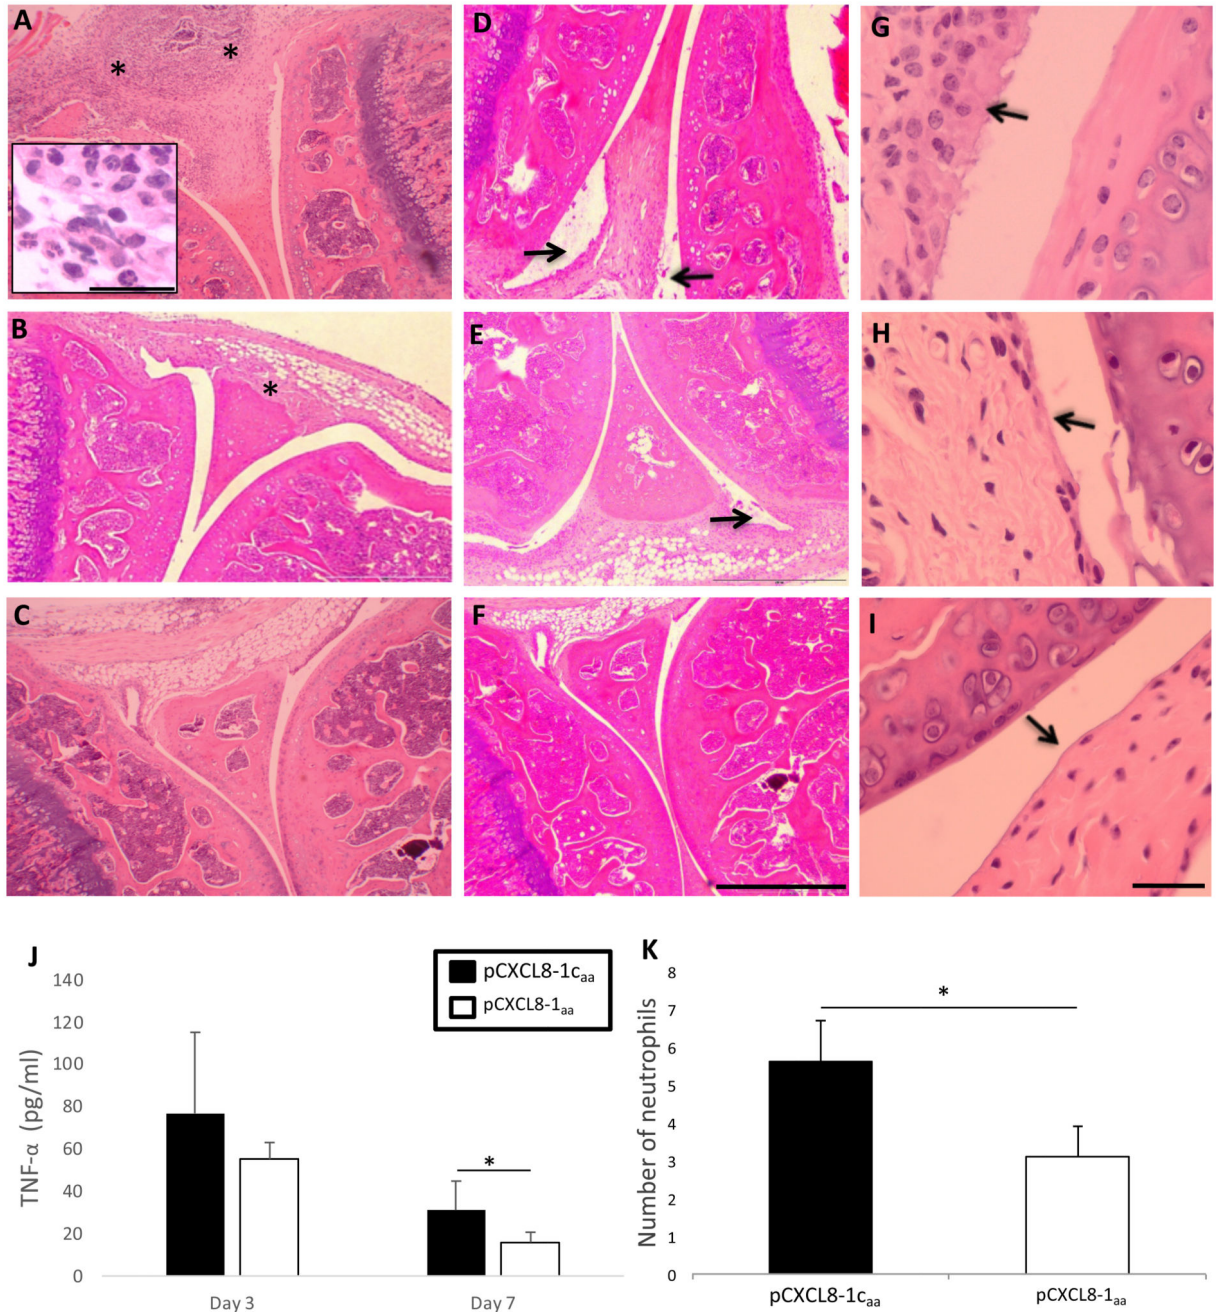 A
*
*
D
G
B
*
E
H
C
F
I
J
pCXCL8-1caa
pCXCL8-1aa
TNF-α (pg/ml)
140
120
100
80
60
40
20
0
*
Day 3
Day 7
K
Number of neutrophils
8
7
6
5
4
3
2
1
0
*
pCXCL8-1caa
pCXCL8-1aa